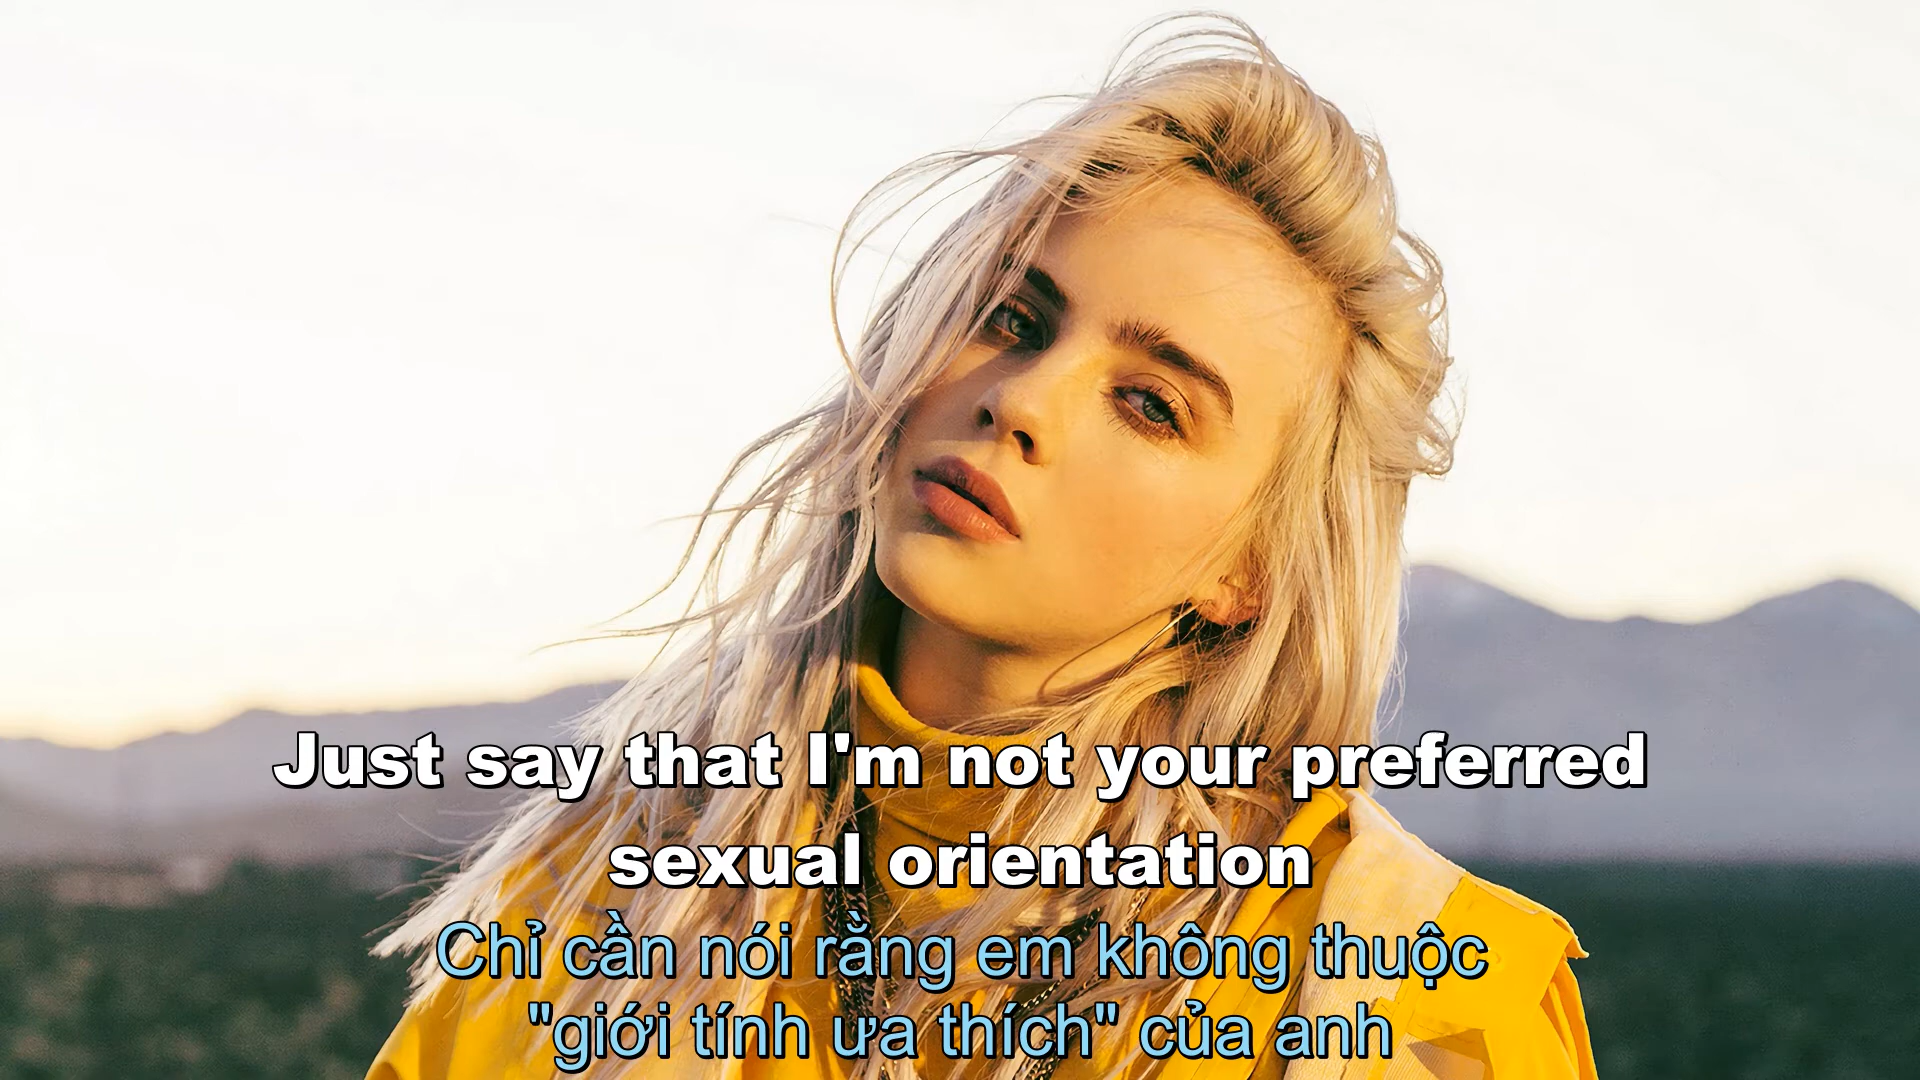 Just say that I'm not your preferred
sexual orientation
Chỉ cần nói rằng em không thuộc
"giới tính ưa thích" của anh